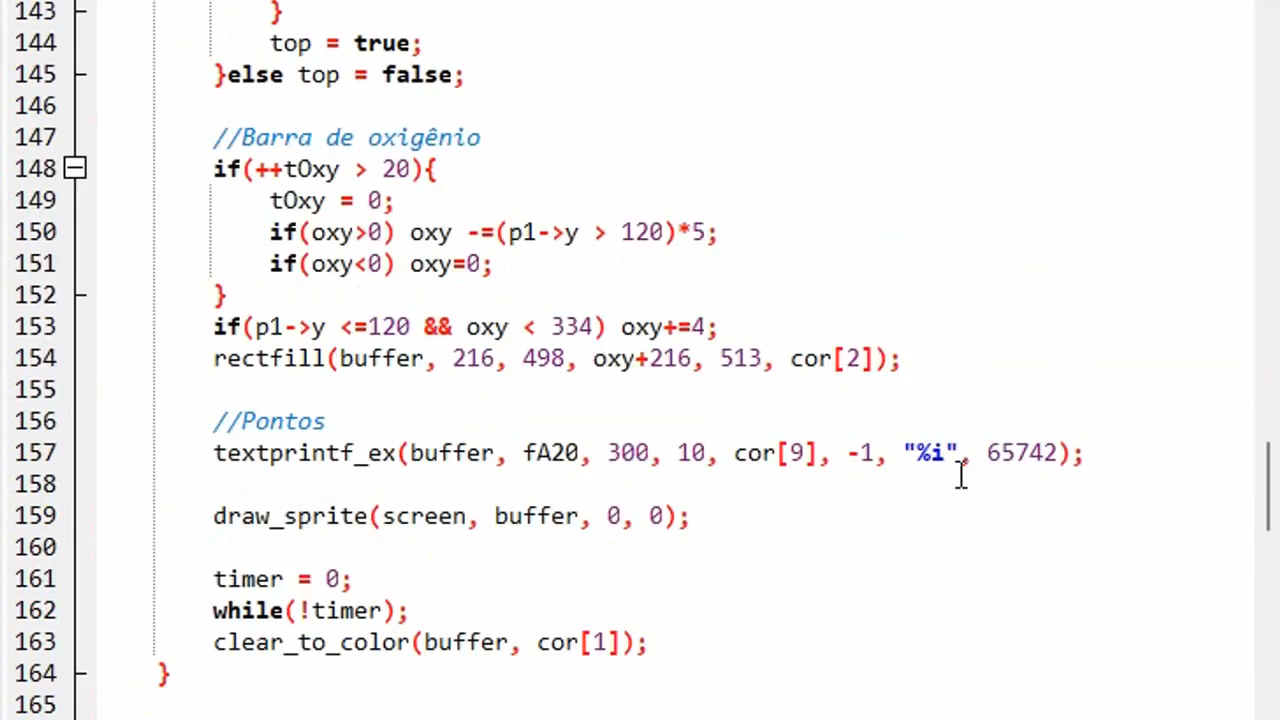 143 }
144 top = true;
145 }else top = false;
146
147 //Barra de oxigênio
148 if(++tOxy > 20){
149 tOxy = 0;
150 if(oxy>0) oxy -=(p1->y > 120)*5;
151 if(oxy<0) oxy=0;
152 }
153 if(p1->y <=120 && oxy < 334) oxy+=4;
154 rectfill(buffer, 216, 498, oxy+216, 513, cor[2]);
155
156 //Pontos
157 textprintf_ex(buffer, fA20, 300, 10, cor[9], -1, "%i", 65742);
158
159 draw_sprite(screen, buffer, 0, 0);
160
161 timer = 0;
162 while(!timer);
163 clear_to_color(buffer, cor[1]);
164 }
165